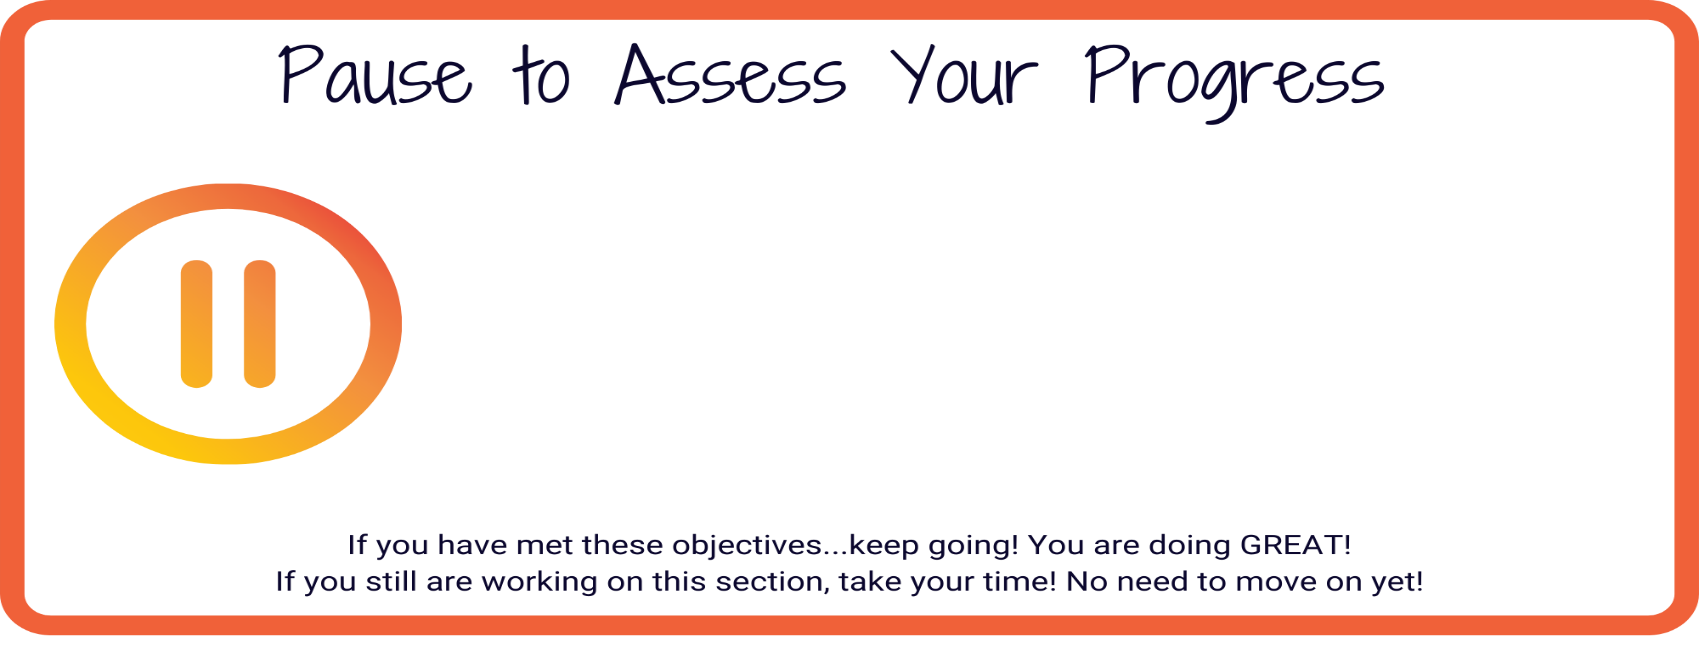 Pause to Assess Your Progress
If you have met these objectives...keep going! You are doing GREAT!
If you still are working on this section, take your time! No need to move on yet!